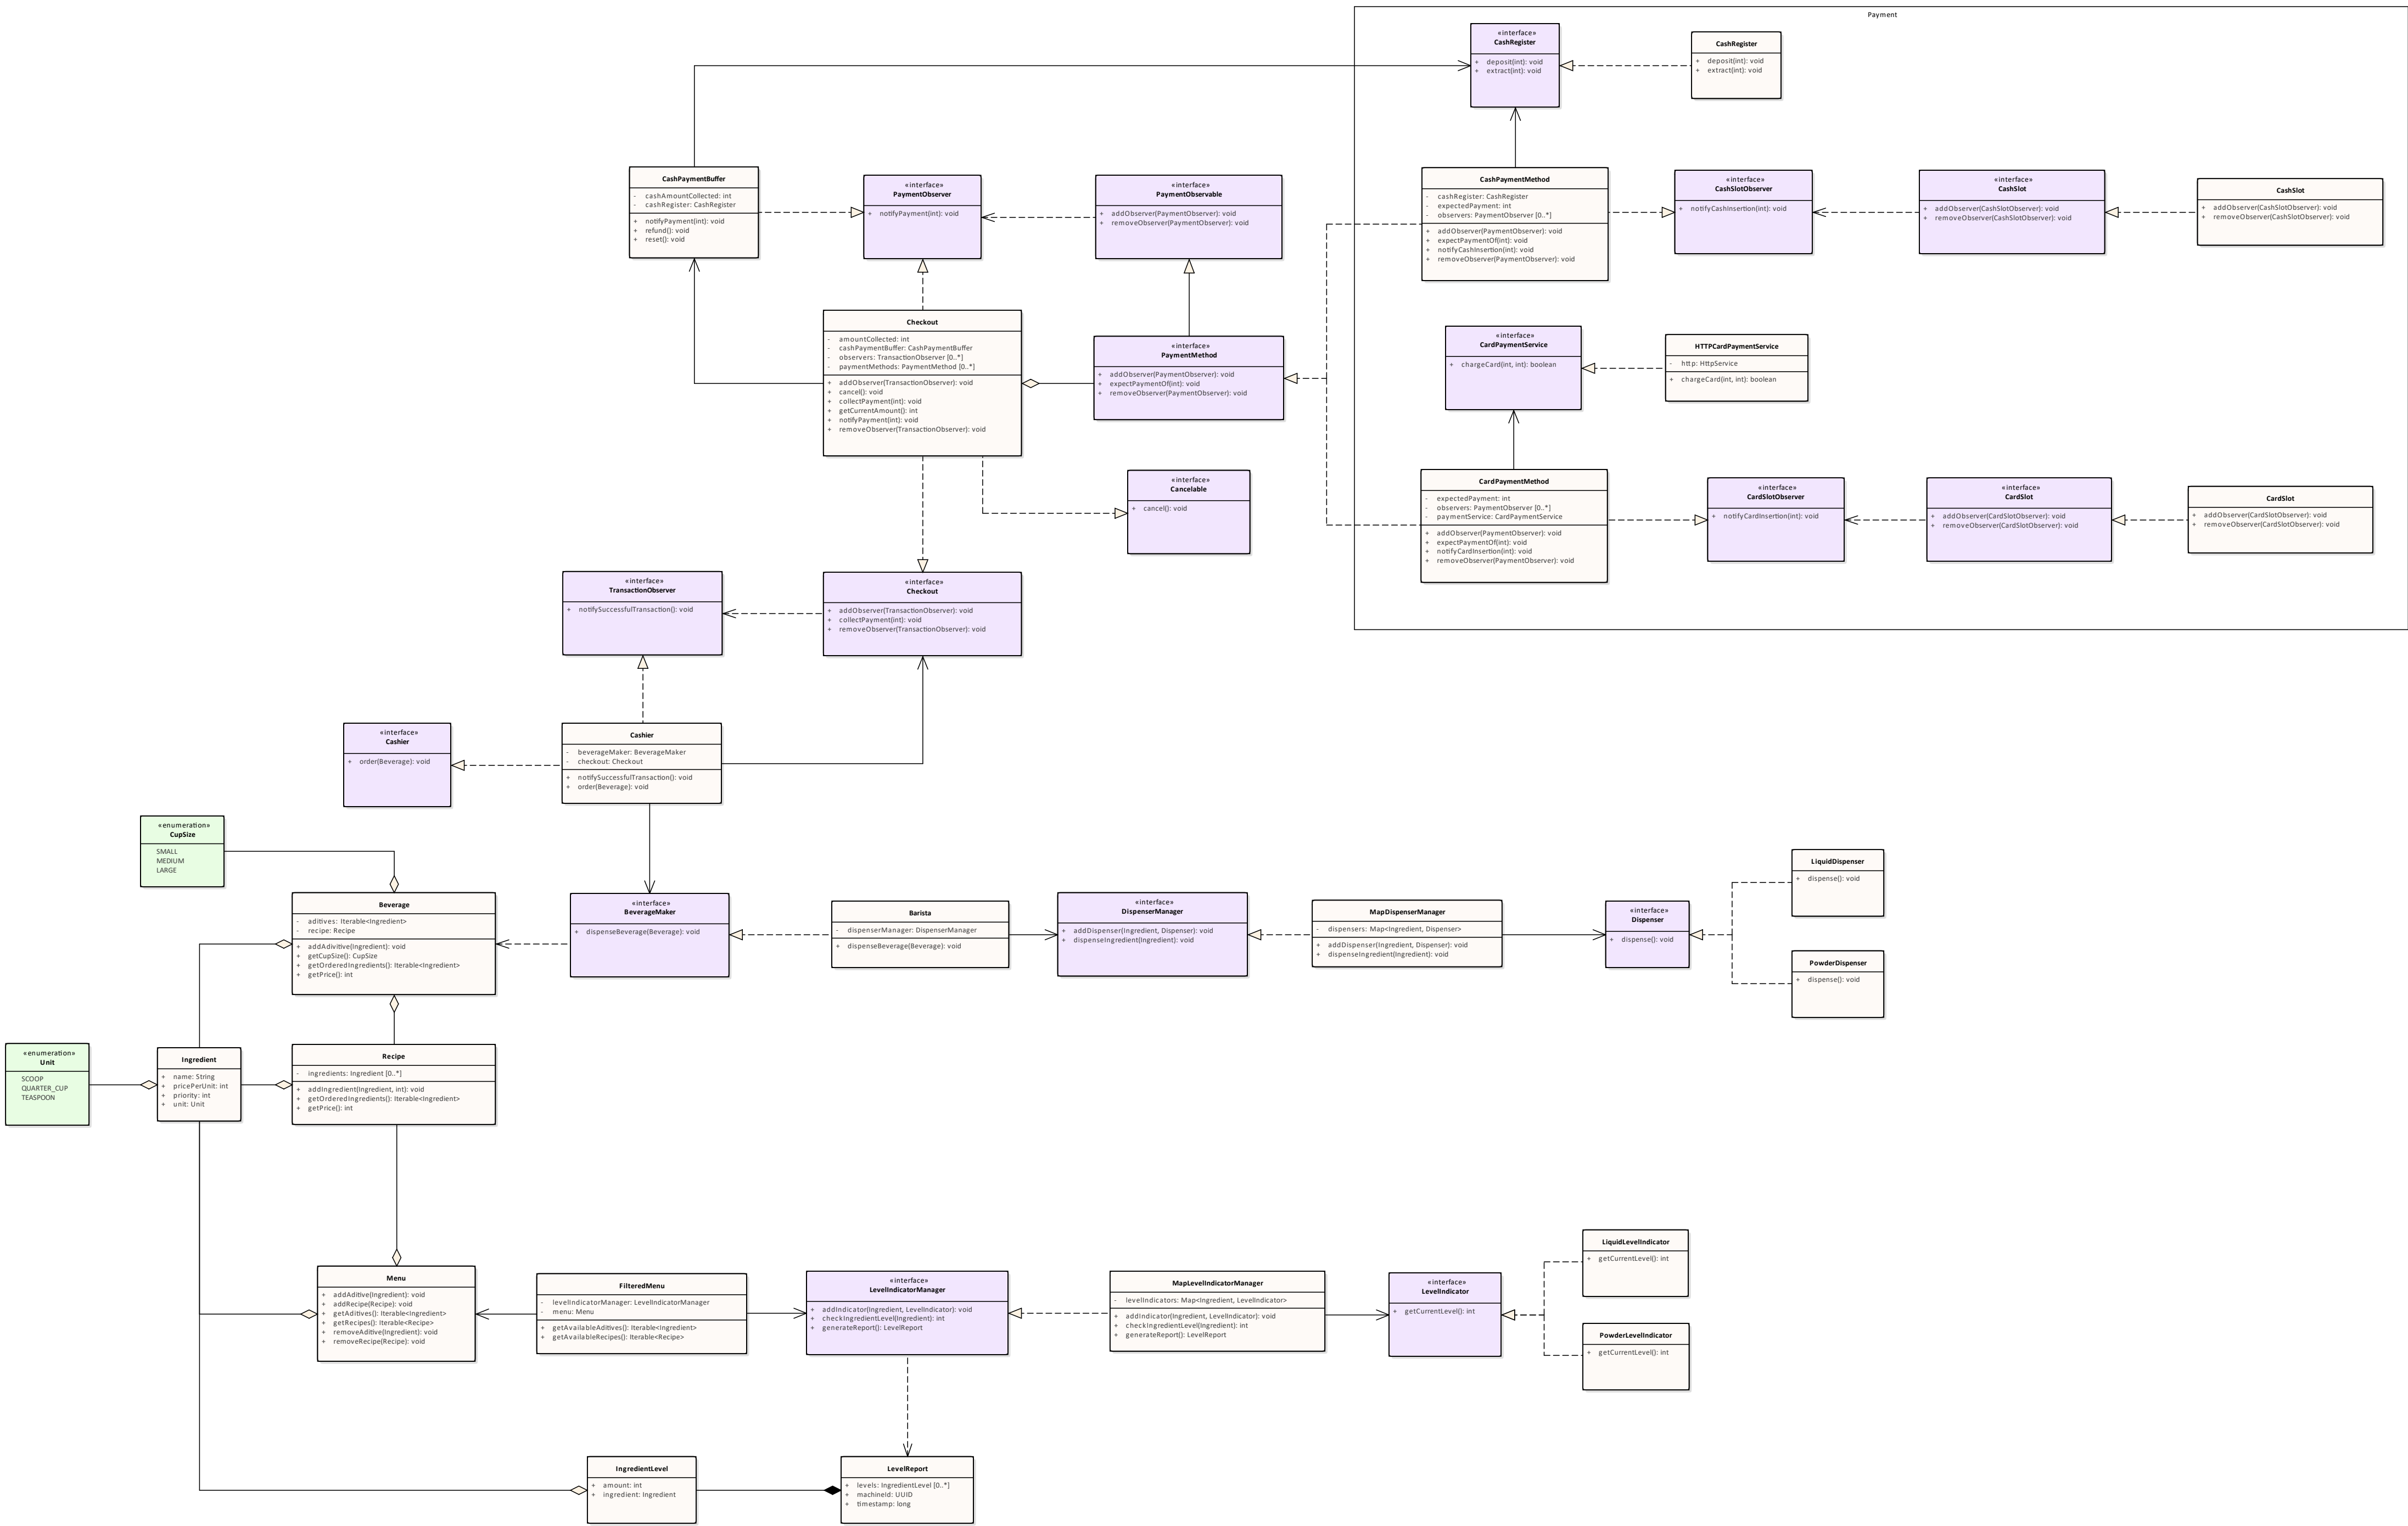 Payment
«interface»
CashRegister
+ deposit(int): void
+ extract(int): void
CashRegister
+ deposit(int): void
+ extract(int): void
CashPaymentBuffer
- cashAmountCollected: int
- cashRegister: CashRegister
+ notifyPayment(int): void
+ refund(): void
+ reset(): void
«interface»
PaymentObserver
+ notifyPayment(int): void
«interface»
PaymentObservable
+ addObserver(PaymentObserver): void
+ removeObserver(PaymentObserver): void
CashPaymentMethod
- cashRegister: CashRegister
- expectedPayment: int
- observers: PaymentObserver [0..*]
+ addObserver(PaymentObserver): void
+ expectPaymentOf(int): void
+ notifyCashInsertion(int): void
+ removeObserver(PaymentObserver): void
«interface»
CashSlotObserver
+ notifyCashInsertion(int): void
«interface»
CashSlot
+ addObserver(CashSlotObserver): void
+ removeObserver(CashSlotObserver): void
CashSlot
+ addObserver(CashSlotObserver): void
+ removeObserver(CashSlotObserver): void
Checkout
- amountCollected: int
- cashPaymentBuffer: CashPaymentBuffer
- observers: TransactionObserver [0..*]
- paymentMethods: PaymentMethod [0..*]
+ addObserver(TransactionObserver): void
+ cancel(): void
+ collectPayment(int): void
+ getCurrentAmount(): int
+ notifyPayment(int): void
+ removeObserver(TransactionObserver): void
«interface»
PaymentMethod
+ addObserver(PaymentObserver): void
+ expectPaymentOf(int): void
+ removeObserver(PaymentObserver): void
«interface»
CardPaymentService
+ chargeCard(int, int): boolean
HTTPCardPaymentService
- http: HttpService
+ chargeCard(int, int): boolean
«interface»
Cancelable
+ cancel(): void
CardPaymentMethod
- expectedPayment: int
- observers: PaymentObserver [0..*]
- paymentService: CardPaymentService
+ addObserver(PaymentObserver): void
+ expectPaymentOf(int): void
+ notifyCardInsertion(int): void
+ removeObserver(PaymentObserver): void
«interface»
CardSlotObserver
+ notifyCardInsertion(int): void
«interface»
CardSlot
+ addObserver(CardSlotObserver): void
+ removeObserver(CardSlotObserver): void
CardSlot
+ addObserver(CardSlotObserver): void
+ removeObserver(CardSlotObserver): void
«interface»
TransactionObserver
+ notifySuccessfulTransaction(): void
«interface»
Checkout
+ addObserver(TransactionObserver): void
+ collectPayment(int): void
+ removeObserver(TransactionObserver): void
«interface»
Cashier
+ order(Beverage): void
Cashier
- beverageMaker: BeverageMaker
- checkout: Checkout
+ notifySuccessfulTransaction(): void
+ order(Beverage): void
«enumeration»
CupSize
SMALL
MEDIUM
LARGE
Beverage
- aditives: Iterable<Ingredient>
- recipe: Recipe
+ addAdivitive(Ingredient): void
+ getCupSize(): CupSize
+ getOrderedIngredients(): Iterable<Ingredient>
+ getPrice(): int
«interface»
BeverageMaker
+ dispenseBeverage(Beverage): void
Barista
- dispenserManager: DispenserManager
+ dispenseBeverage(Beverage): void
«interface»
DispenserManager
+ addDispenser(Ingredient, Dispenser): void
+ dispenseIngredient(Ingredient): void
MapDispenserManager
- dispensers: Map<Ingredient, Dispenser>
+ addDispenser(Ingredient, Dispenser): void
+ dispenseIngredient(Ingredient): void
«interface»
Dispenser
+ dispense(): void
LiquidDispenser
+ dispense(): void
PowderDispenser
+ dispense(): void
«enumeration»
Unit
SCOOP
QUARTER_CUP
TEASPOON
Ingredient
+ name: String
+ pricePerUnit: int
+ priority: int
+ unit: Unit
Recipe
- ingredients: Ingredient [0..*]
+ addIngredient(Ingredient, int): void
+ getOrderedIngredients(): Iterable<Ingredient>
+ getPrice(): int
Menu
+ addAditive(Ingredient): void
+ addRecipe(Recipe): void
+ getAditives(): Iterable<Ingredient>
+ getRecipes(): Iterable<Recipe>
+ removeAditive(Ingredient): void
+ removeRecipe(Recipe): void
FilteredMenu
- levelIndicatorManager: LevelIndicatorManager
- menu: Menu
+ getAvailableAditives(): Iterable<Ingredient>
+ getAvailableRecipes(): Iterable<Recipe>
«interface»
LevelIndicatorManager
+ addIndicator(Ingredient, LevelIndicator): void
+ checkIngredientLevel(Ingredient): int
+ generateReport(): LevelReport
MapLevelIndicatorManager
- levelIndicators: Map<Ingredient, LevelIndicator>
+ addIndicator(Ingredient, LevelIndicator): void
+ checkIngredientLevel(Ingredient): int
+ generateReport(): LevelReport
«interface»
LevelIndicator
+ getCurrentLevel(): int
LiquidLevelIndicator
+ getCurrentLevel(): int
PowderLevelIndicator
+ getCurrentLevel(): int
IngredientLevel
+ amount: int
+ ingredient: Ingredient
LevelReport
+ levels: IngredientLevel [0..*]
+ machineId: UUID
+ timestamp: long